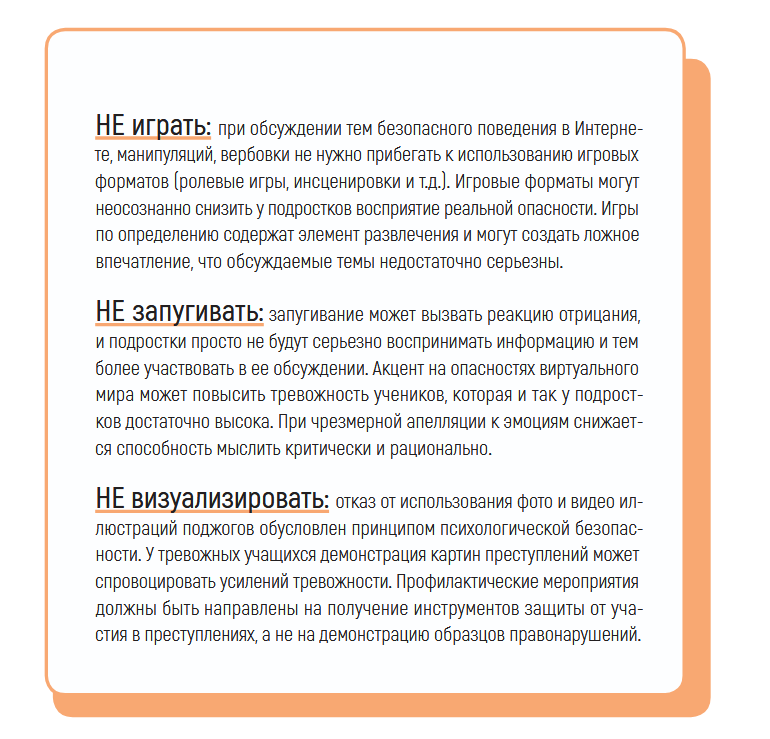 НЕ играть: при обсуждении тем безопасного поведения в Интерне-
те, манипуляций, вербовки не нужно прибегать к использованию игровых
форматов (ролевые игры, инсценировки и т.д.). Игровые форматы могут
неосознанно снизить у подростков восприятие реальной опасности. Игры
по определению содержат элемент развлечения и могут создать ложное
впечатление, что обсуждаемые темы недостаточно серьезны.
НЕ запугивать: запугивание может вызвать реакцию отрицания,
и подростки просто не будут серьезно воспринимать информацию и тем
более участвовать в ее обсуждении. Акцент на опасностях виртуального
мира может повысить тревожность учеников, которая и так у подрост-
ков достаточно высока. При чрезмерной апелляции к эмоциям снижает-
ся способность мыслить критически и рационально.
НЕ визуализировать: отказ от использования фото и видео ил-
люстраций поджогов обусловлен принципом психологической безопас-
ности. У тревожных учащихся демонстрация картин преступлений может
спровоцировать усилений тревожности. Профилактические мероприятия
должны быть направлены на получение инструментов защиты от уча-
стия в преступлениях, а не на демонстрацию образцов правонарушений.